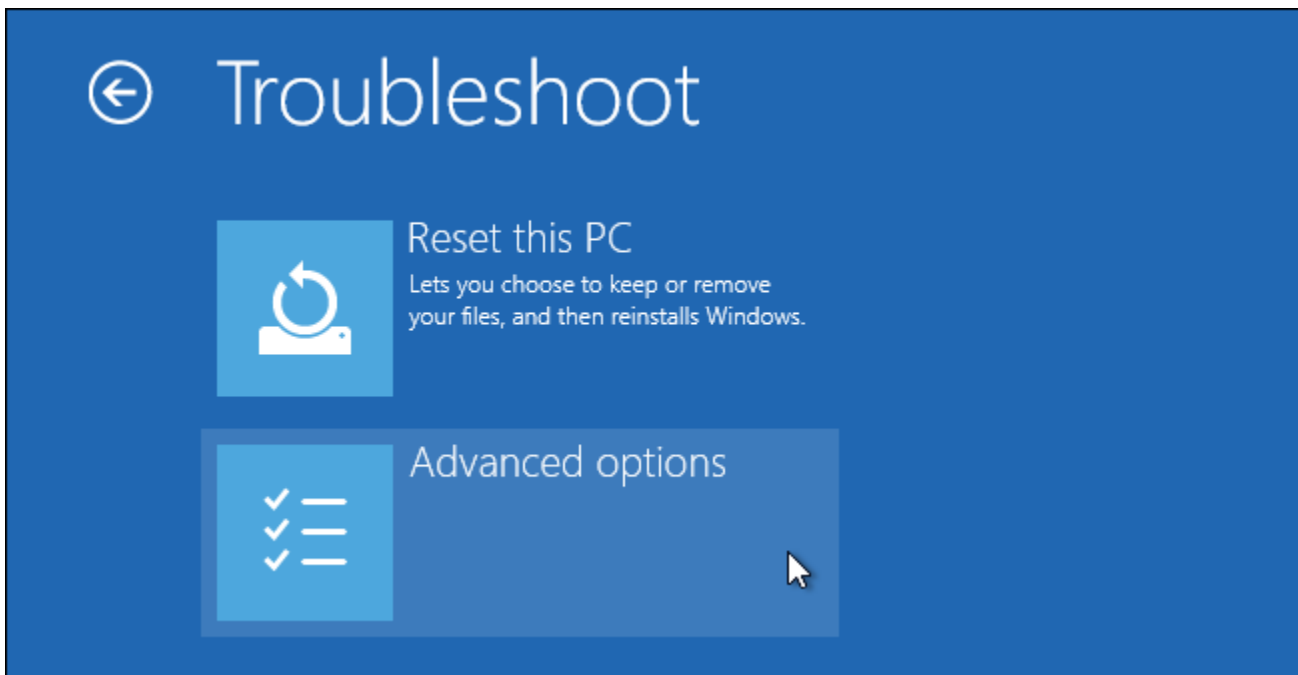 Troubleshoot
Reset this PC
Lets you choose to keep or remove
your files, and then reinstalls Windows.
Advanced options